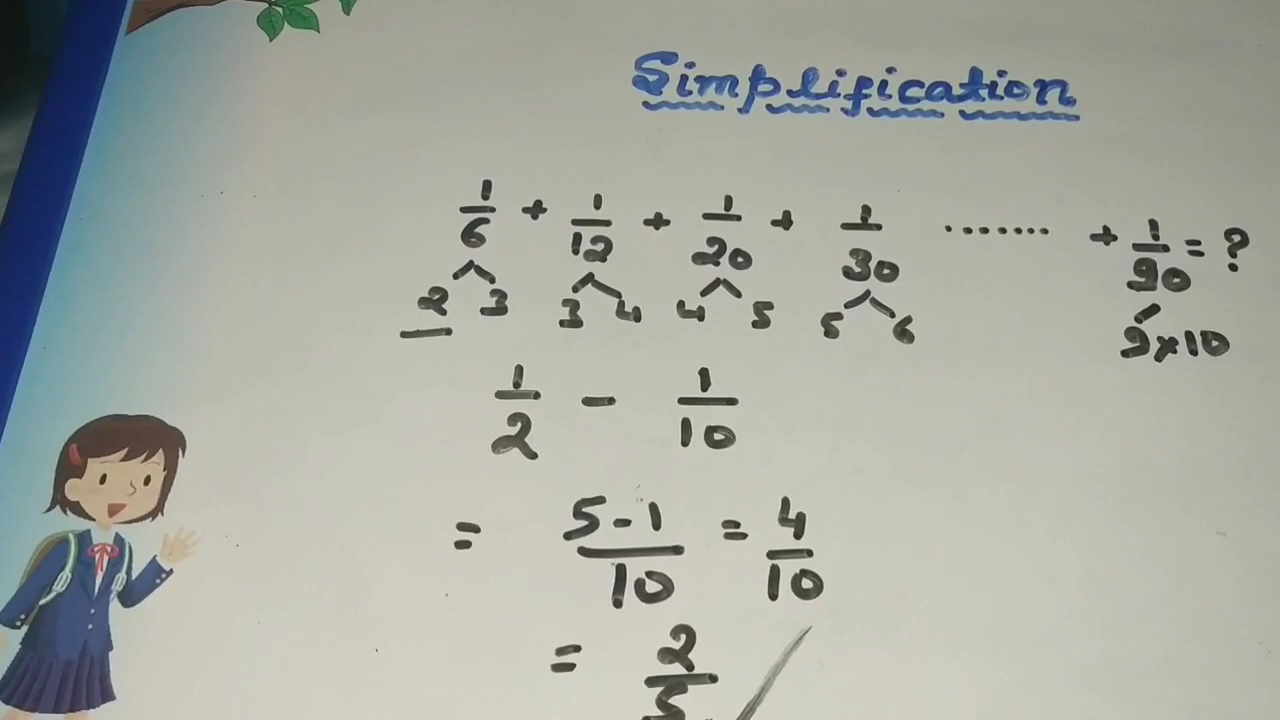 Simplification
1/6 + 1/12 + 1/20 + 1/30 ........ + 1/90 = ?
2 3 3 4 4 5 5 6 9×10
1/2 - 1/10
= 5-1/10 = 4/10
= 2/5